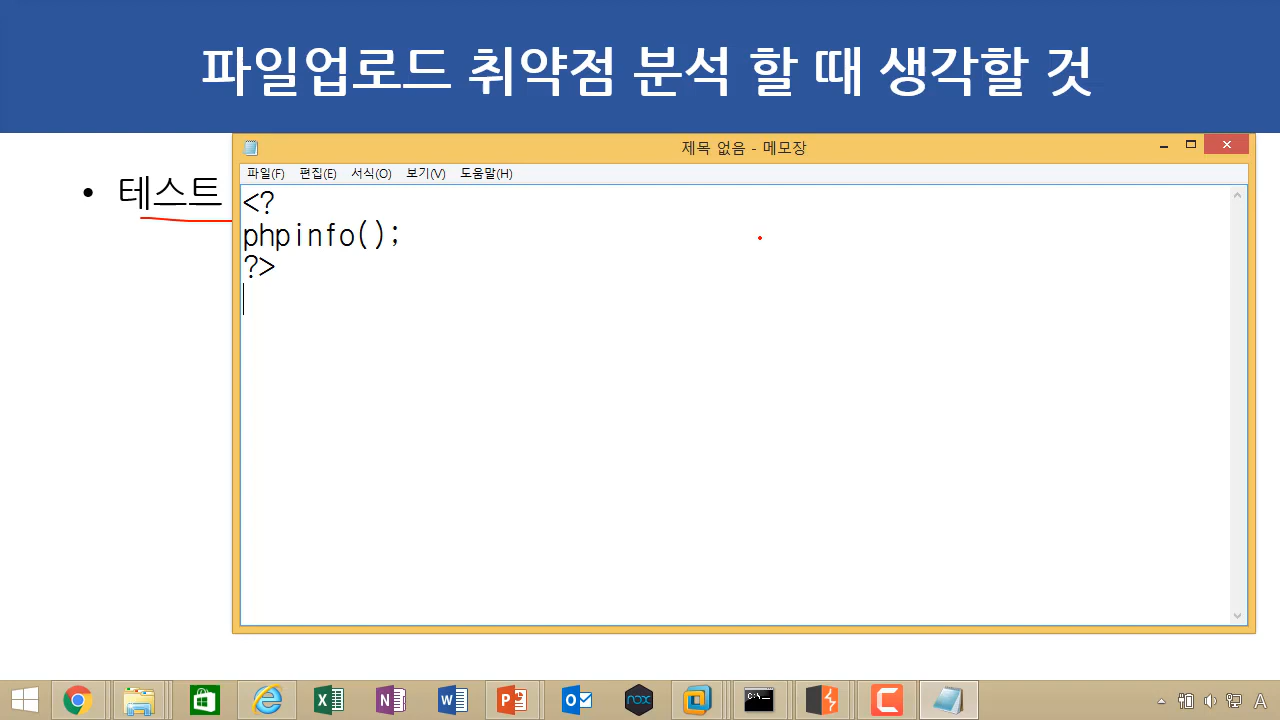 파일업로드 취약점 분석 할 때 생각할 것
• 테스트
제목 없음 - 메모장
파일(F) 편집(E) 서식(O) 보기(V) 도움말(H)
<?
phpinfo();
?>
nox
C:\
A